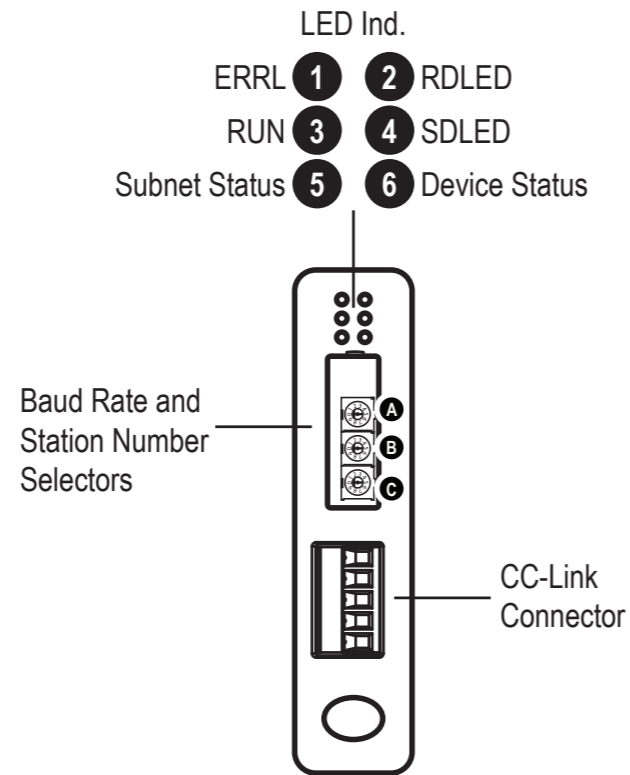 LED Ind.
ERRL 1 2 RDLED
RUN 3 4 SDLED
Subnet Status 5 6 Device Status
Baud Rate and
Station Number
Selectors
A
B
C
CC-Link
Connector